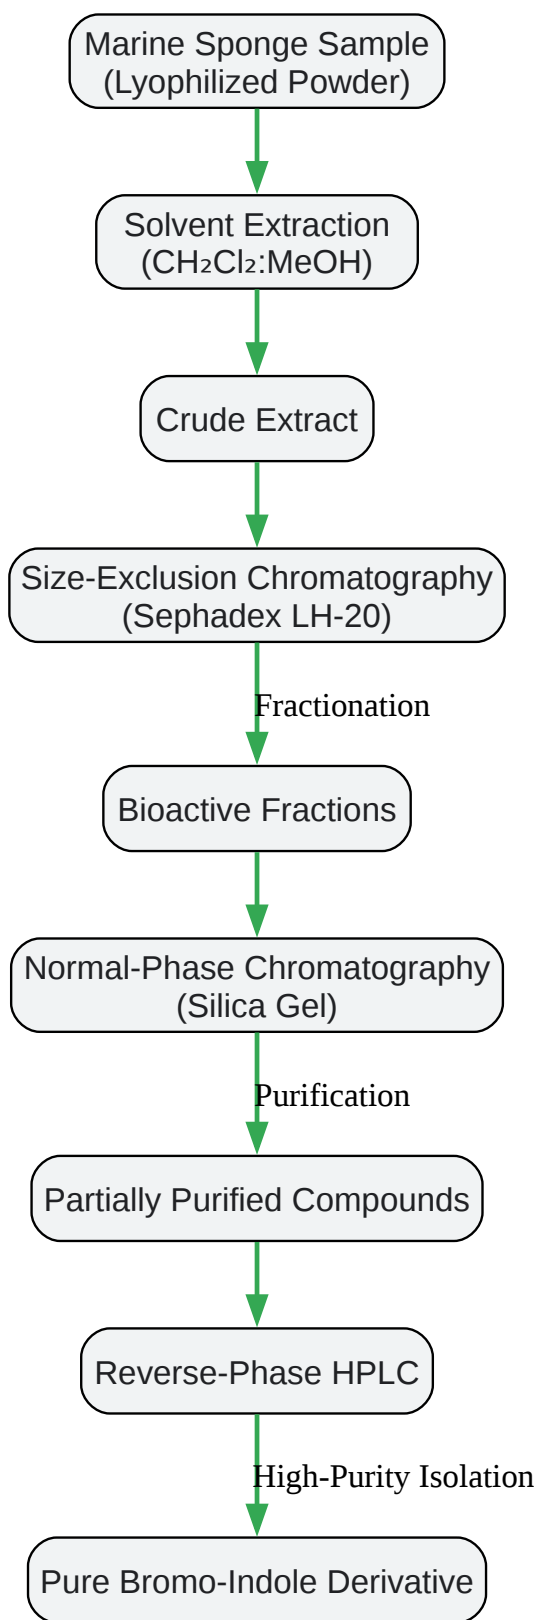 Marine Sponge Sample
(Lyophilized Powder)
Solvent Extraction
(CH₂Cl₂:MeOH)
Crude Extract
Size-Exclusion Chromatography
(Sephadex LH-20)
Fractionation
Bioactive Fractions
Normal-Phase Chromatography
(Silica Gel)
Purification
Partially Purified Compounds
Reverse-Phase HPLC
High-Purity Isolation
Pure Bromo-Indole Derivative